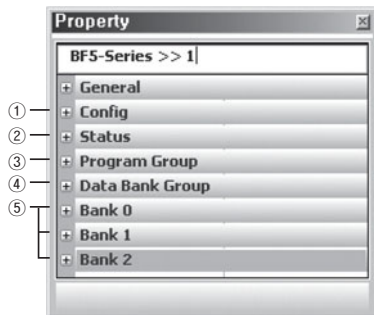 Property
BF5-Series >> 1
General
① Config
② Status
③ Program Group
④ Data Bank Group
⑤ Bank 0
Bank 1
Bank 2